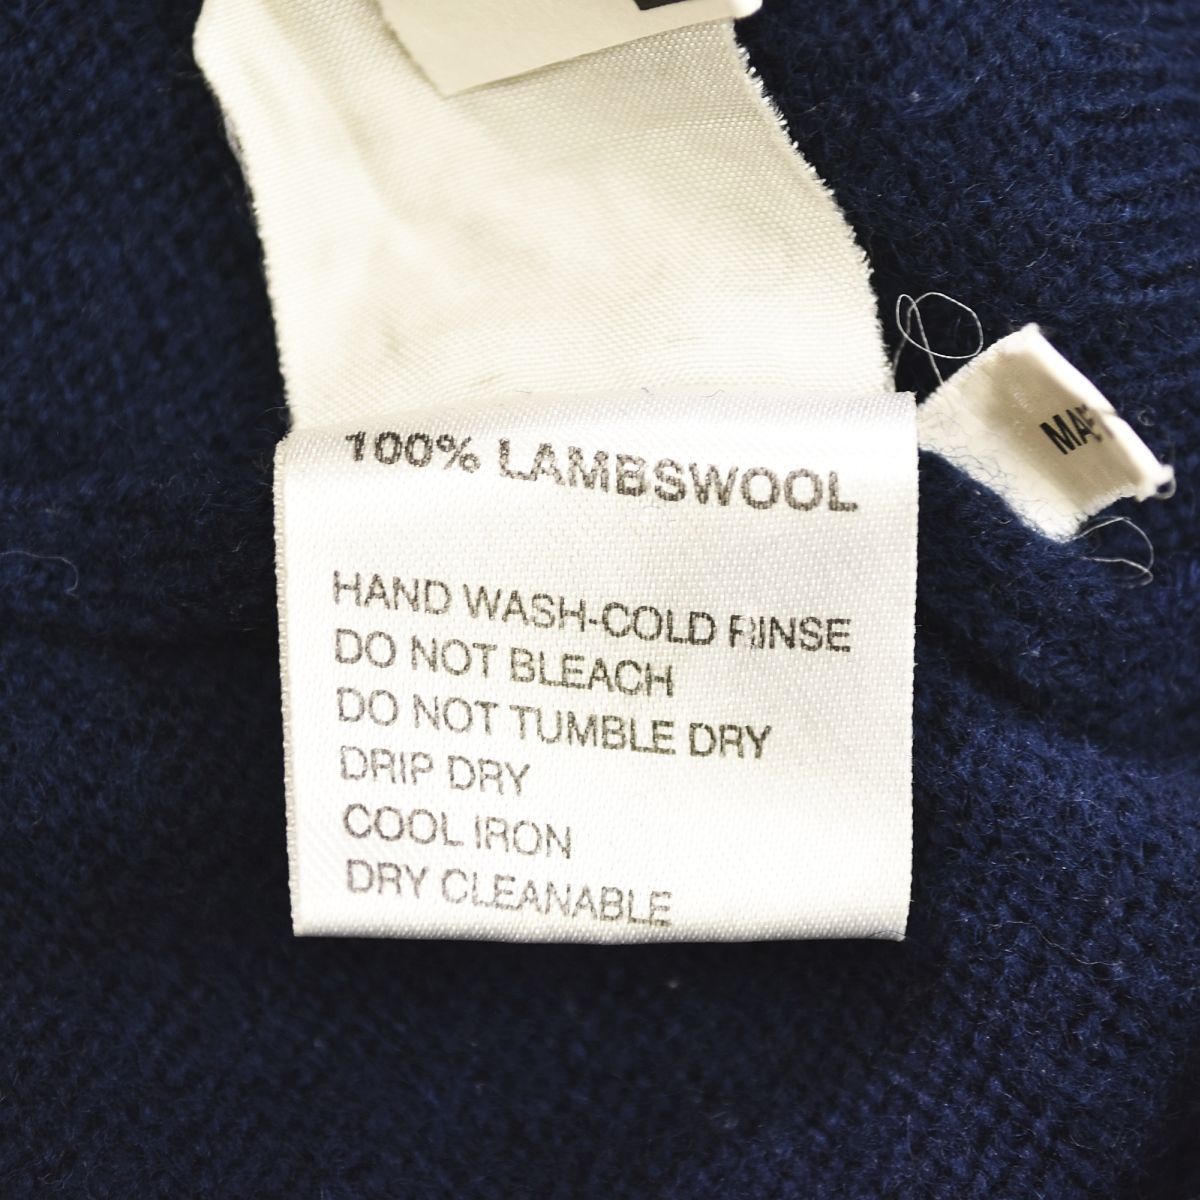 100% LAMBSWOOL
HAND WASH-COLD RINSE
DO NOT BLEACH
DO NOT TUMBLE DRY
DRIP DRY
COOL IRON
DRY CLEANABLE